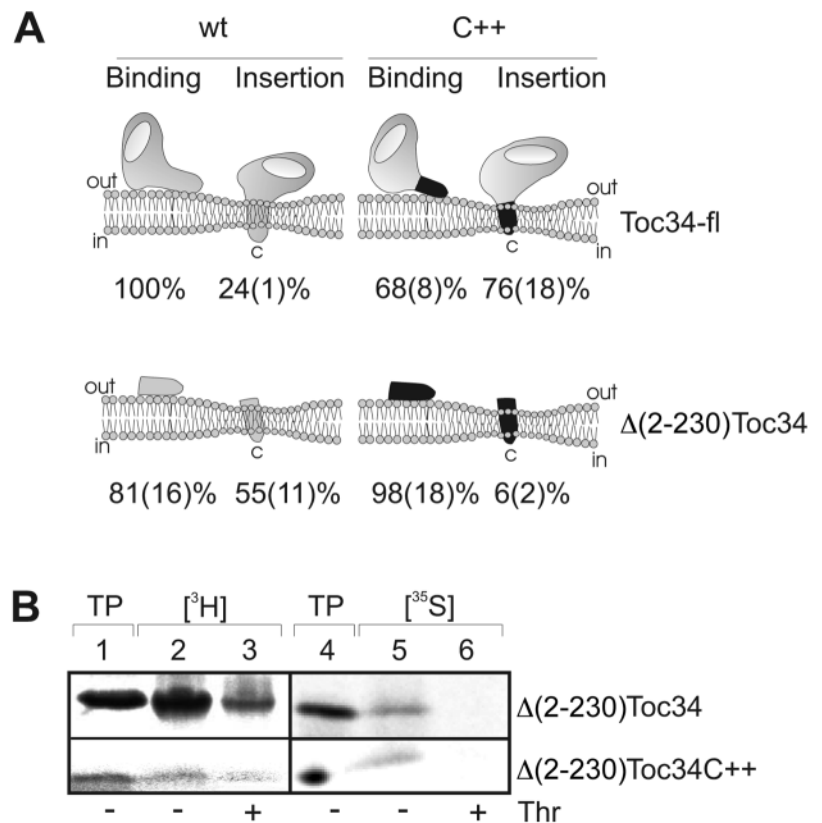 A
wt C++
Binding Insertion Binding Insertion
out out
Toc34-fl
in c c in
100% 24(1)% 68(8)% 76(18)%
out out
Δ(2-230)Toc34
in c c in
81(16)% 55(11)% 98(18)% 6(2)%
B
TP [³H] TP [³⁵S]
1 2 3 4 5 6
Δ(2-230)Toc34
Δ(2-230)Toc34C++
- - + - - + Thr